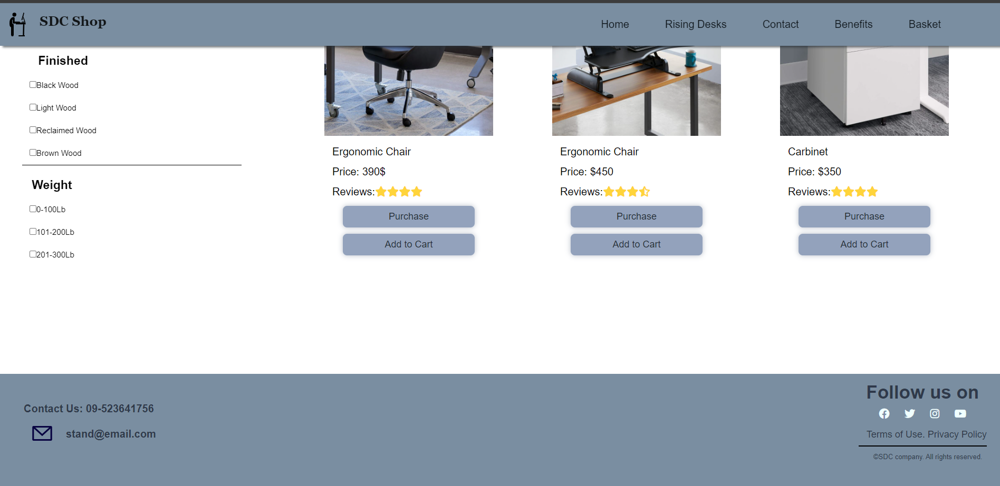 SDC Shop
Home Rising Desks Contact Benefits Basket
Finished
Black Wood
Light Wood
Reclaimed Wood
Brown Wood
Weight
0-100Lb
101-200Lb
201-300Lb
Ergonomic Chair
Price: 390$
Reviews:
Purchase
Add to Cart
Ergonomic Chair
Price: $450
Reviews:
Purchase
Add to Cart
Carbinet
Price: $350
Reviews:
Purchase
Add to Cart
Contact Us: 09-523641756
stand@email.com
Follow us on
Terms of Use. Privacy Policy
©SDC company. All rights reserved.